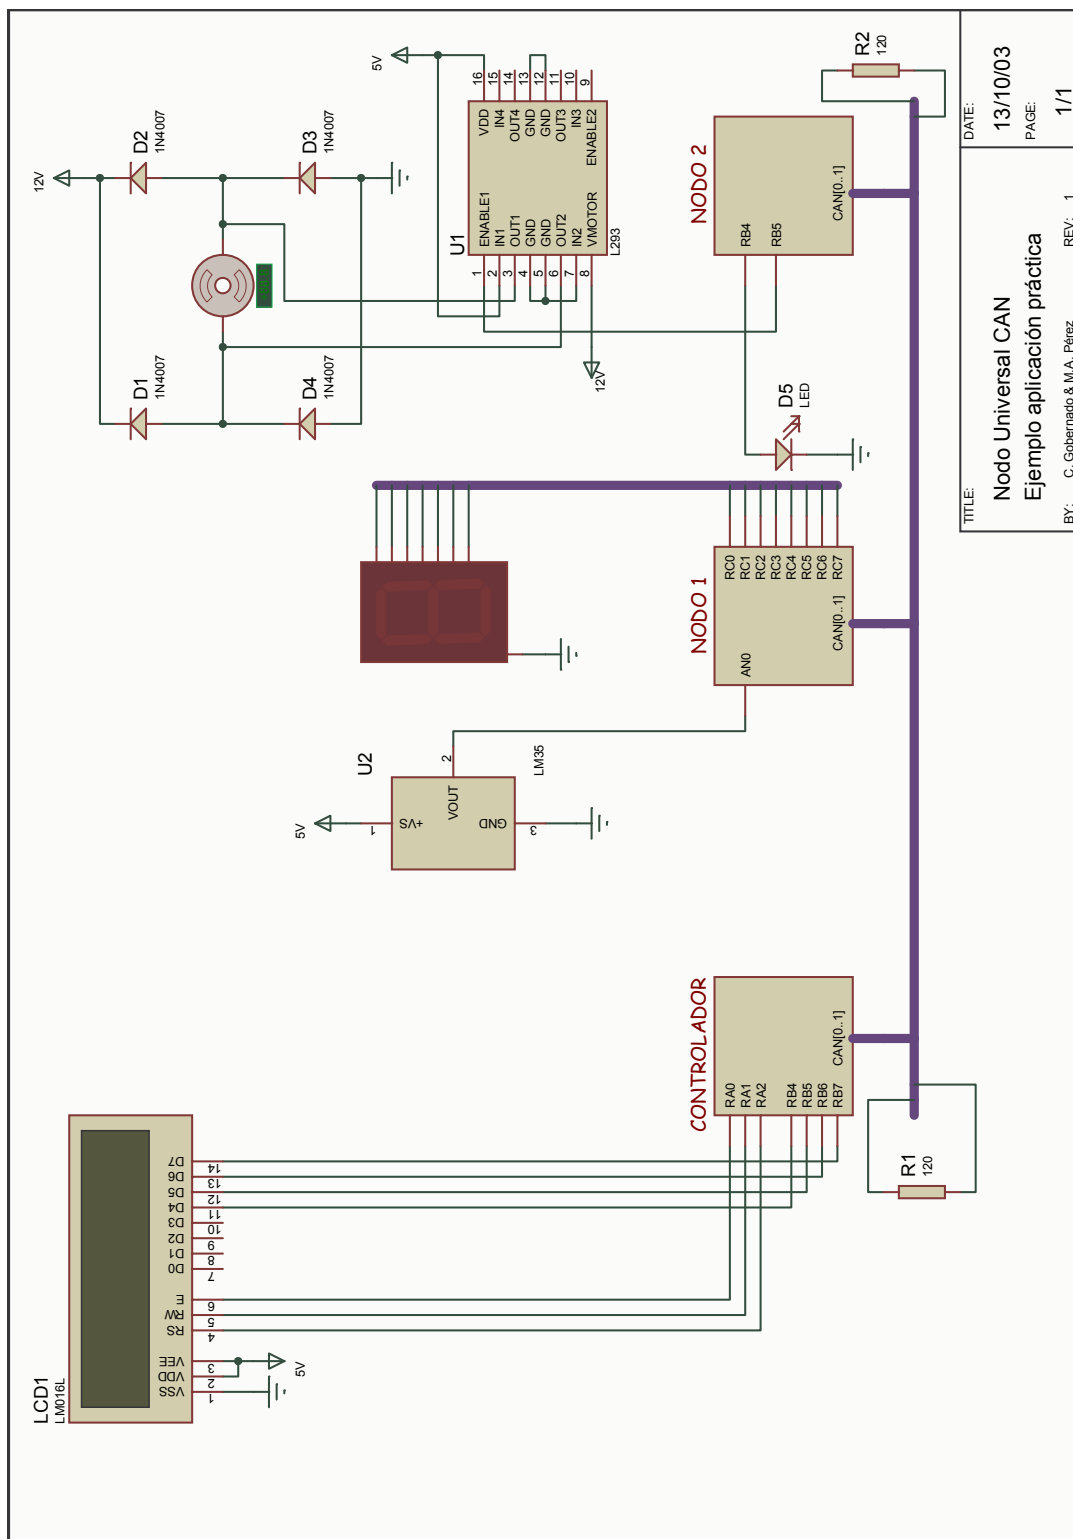 LCD1
LM016L
VSS
VDD
VEE
RS
RW
E
D0
D1
D2
D3
D4
D5
D6
D7
1
2
3
4
5
6
7
8
9
10
11
12
13
14
5V
CONTROLADOR
RA0
RA1
RA2
RB4
RB5
RB6
RB7
CAN[0..1]
R1
120
U2
LM35
5V
1
+VS
VOUT
2
GND
3
NODO 1
AN0
RC0
RC1
RC2
RC3
RC4
RC5
RC6
RC7
CAN[0..1]
12V
D1
1N4007
D2
1N4007
D4
1N4007
D3
1N4007
5V
U1
L293
1
2
3
4
5
6
7
8
ENABLE1
IN1
OUT1
GND
GND
OUT2
IN2
VMOTOR
VDD
IN4
OUT4
GND
GND
OUT3
IN3
ENABLE2
16
15
14
13
12
11
10
9
12V
D5
LED
NODO 2
RB4
RB5
CAN[0..1]
R2
120
TITLE:
Nodo Universal CAN
Ejemplo aplicación práctica
BY: C. Gobernado & M.A. Pérez REV: 1
DATE:
13/10/03
PAGE:
1/1